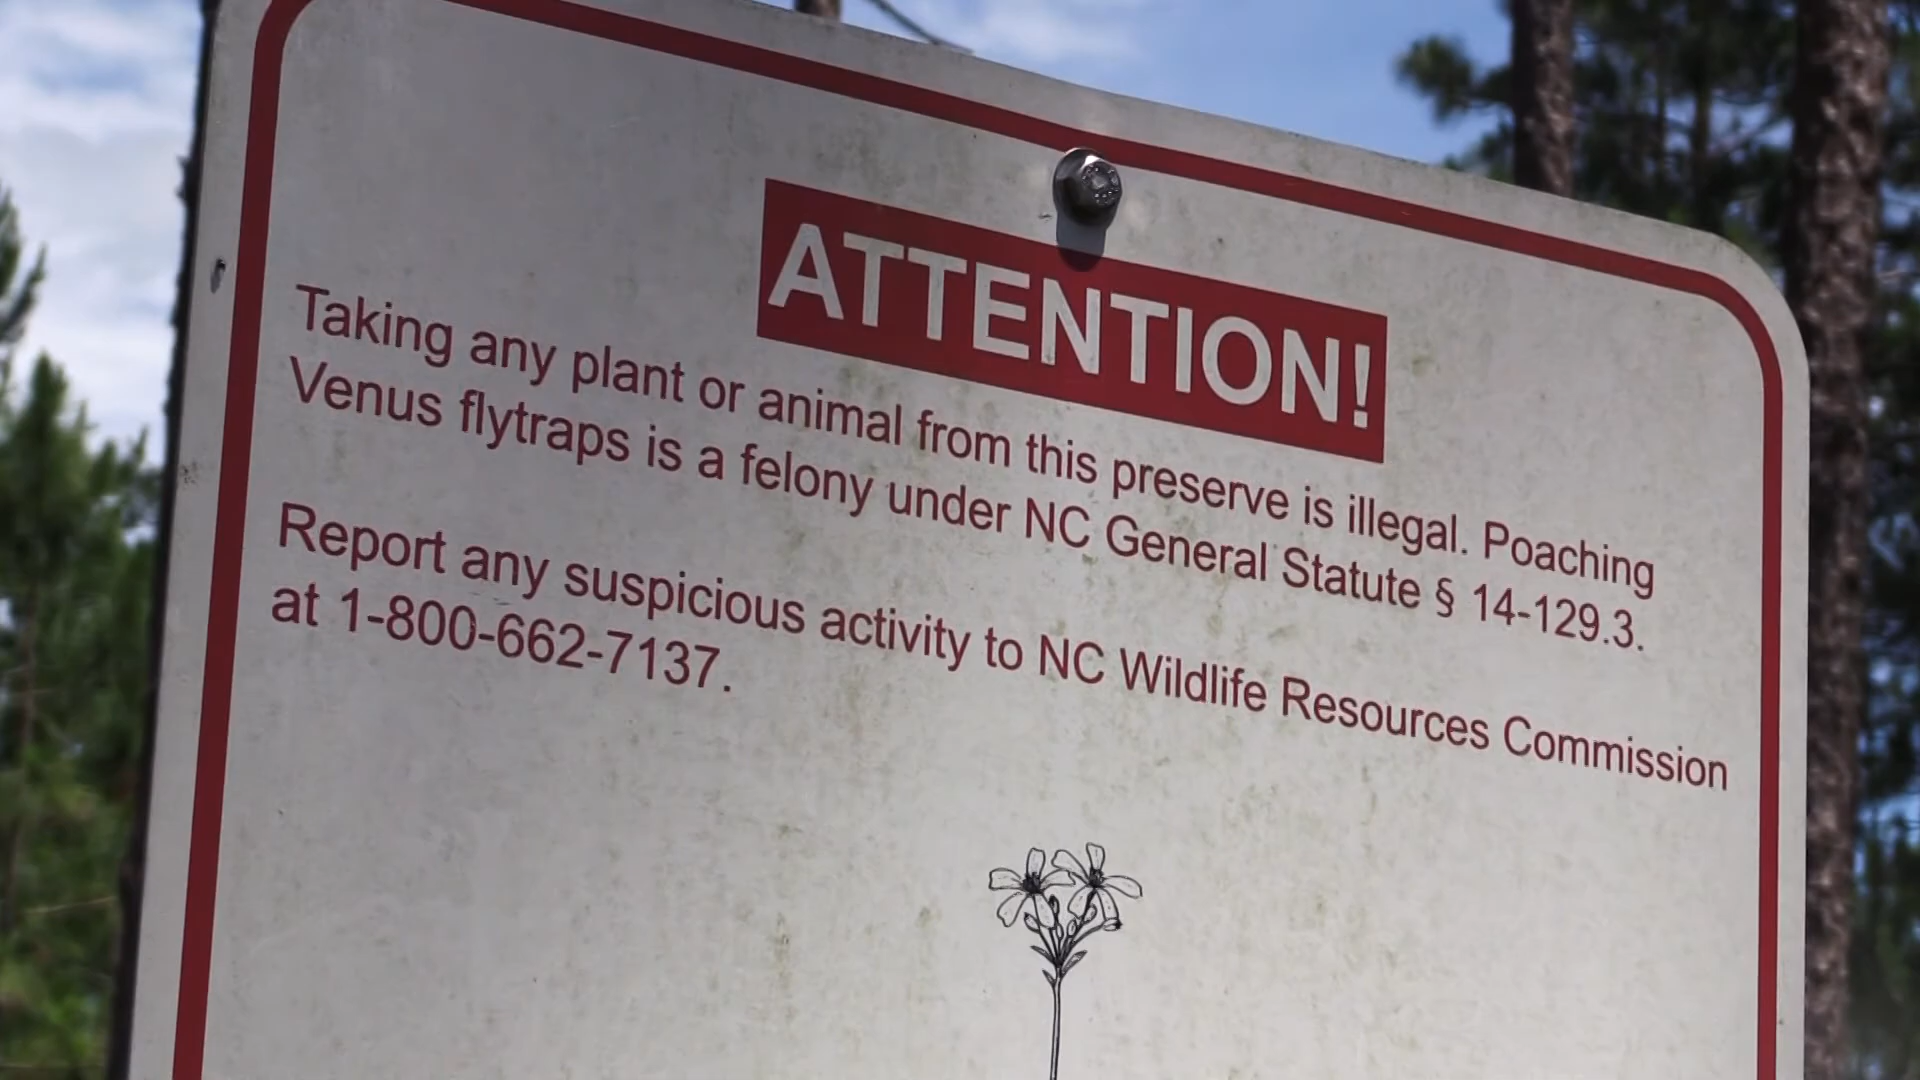 ATTENTION!
Taking any plant or animal from this preserve is illegal. Poaching
Venus flytraps is a felony under NC General Statute § 14-129.3.
Report any suspicious activity to NC Wildlife Resources Commission
at 1-800-662-7137.